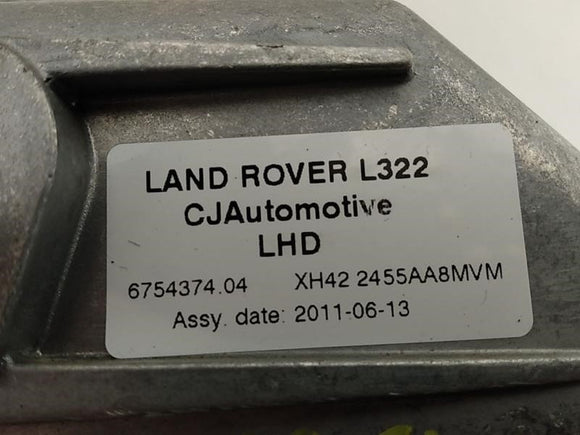 LAND ROVER L322
CJAutomotive
LHD
6754374.04 XH42 2455AA8MVM
Assy. date: 2011-06-13